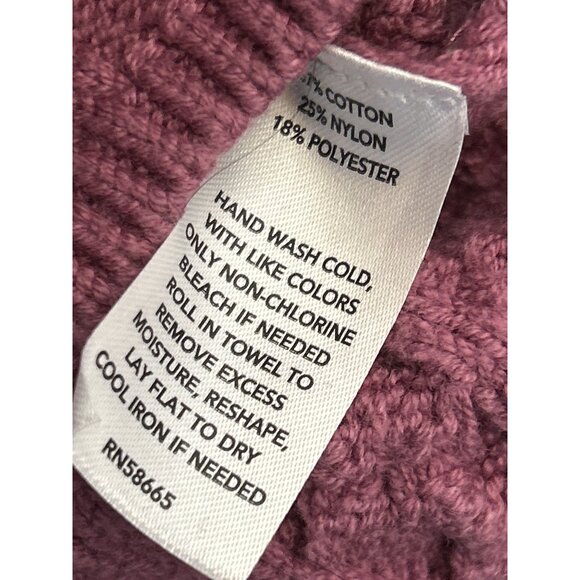 COTTON
25% NYLON
18% POLYESTER
HAND WASH COLD,
WITH LIKE COLORS
ONLY NON-CHLORINE
BLEACH IF NEEDED
ROLL IN TOWEL TO
REMOVE EXCESS
MOISTURE, RESHAPE,
LAY FLAT TO DRY
COOL IRON IF NEEDED
RN58665